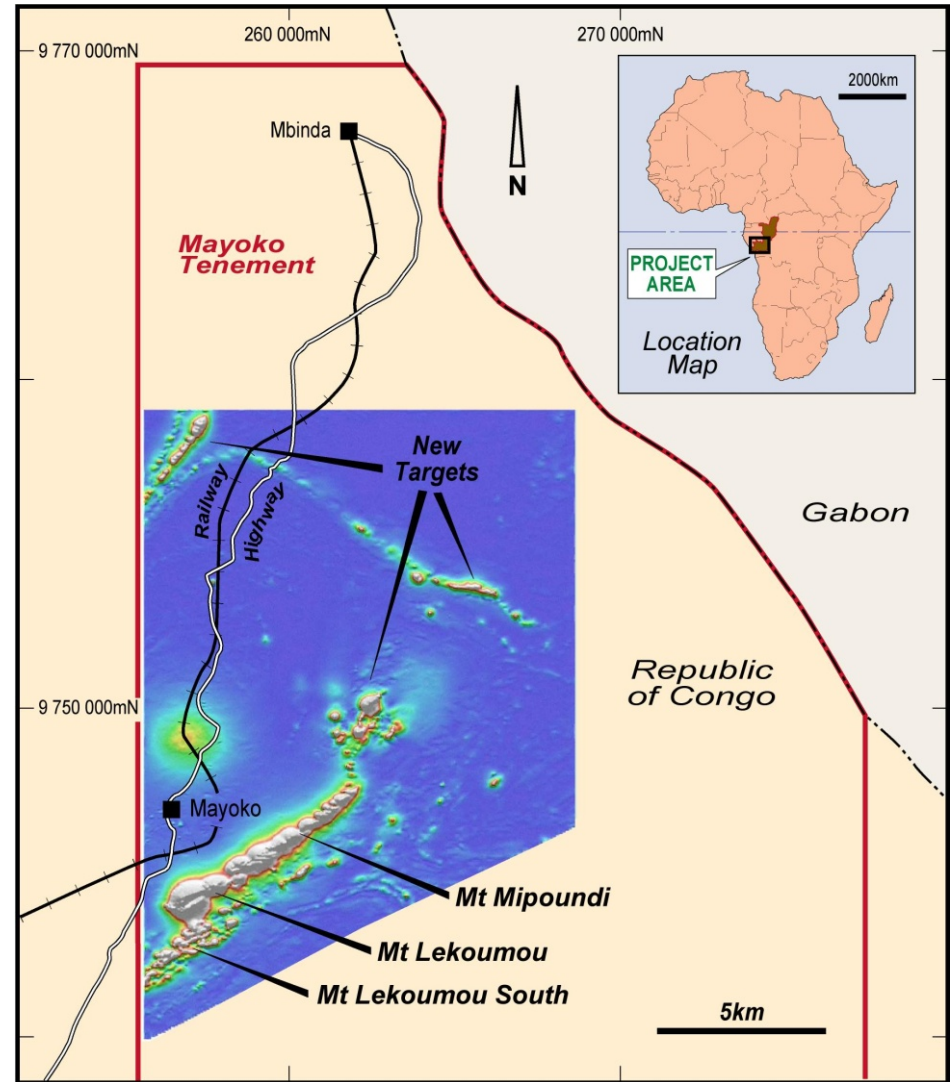 260 000mN
270 000mN
9 770 000mN
2000km
Mbinda
N
Mayoko
Tenement
PROJECT
AREA
Location
Map
New
Targets
Railway
Highway
Gabon
Republic
of Congo
9 750 000mN
Mayoko
Mt Mipoundi
Mt Lekoumou
Mt Lekoumou South
5km